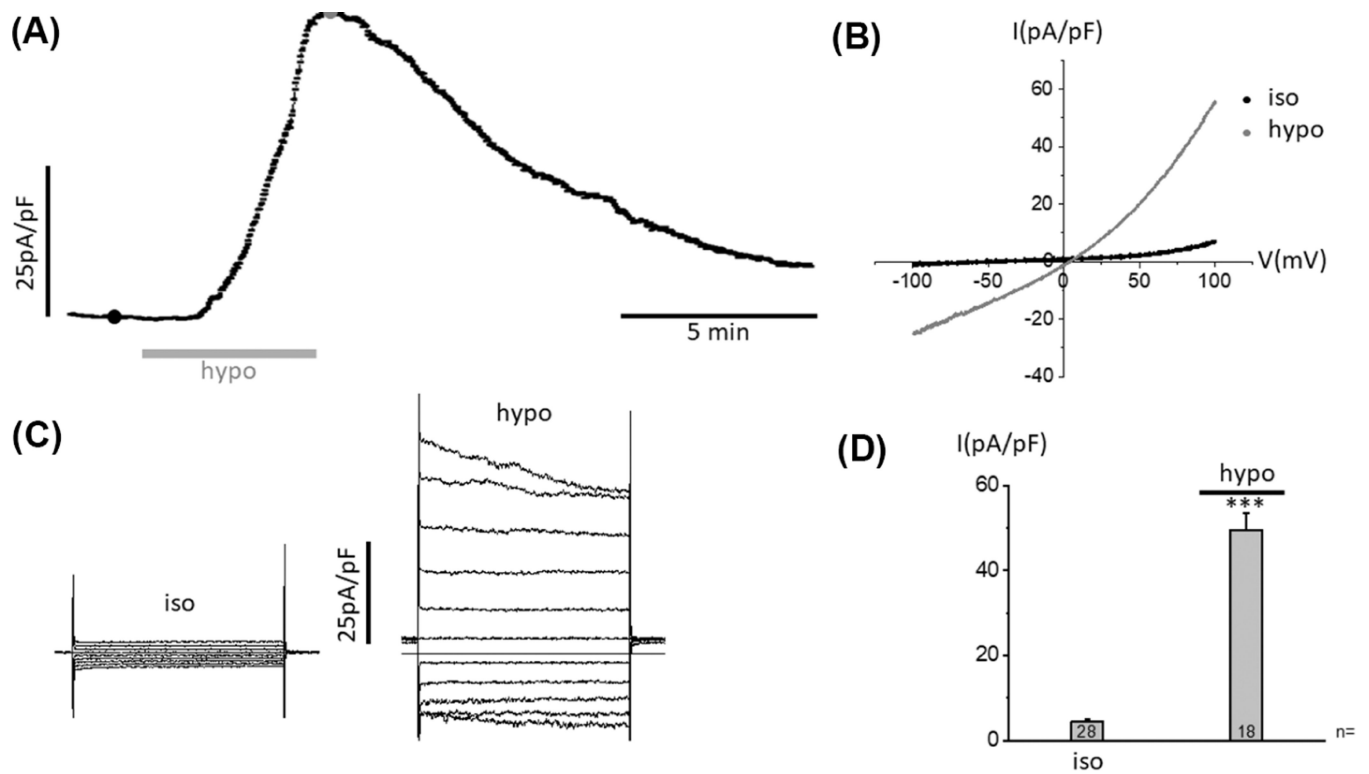 (A)
25pA/pF
5 min
hypo
(B)
I(pA/pF)
60
40
20
0
-20
-40
-100
-50
0
50
100
V(mV)
iso
hypo
(C)
iso
25pA/pF
hypo
(D)
I(pA/pF)
60
40
20
0
hypo
***
28
18
n=
iso